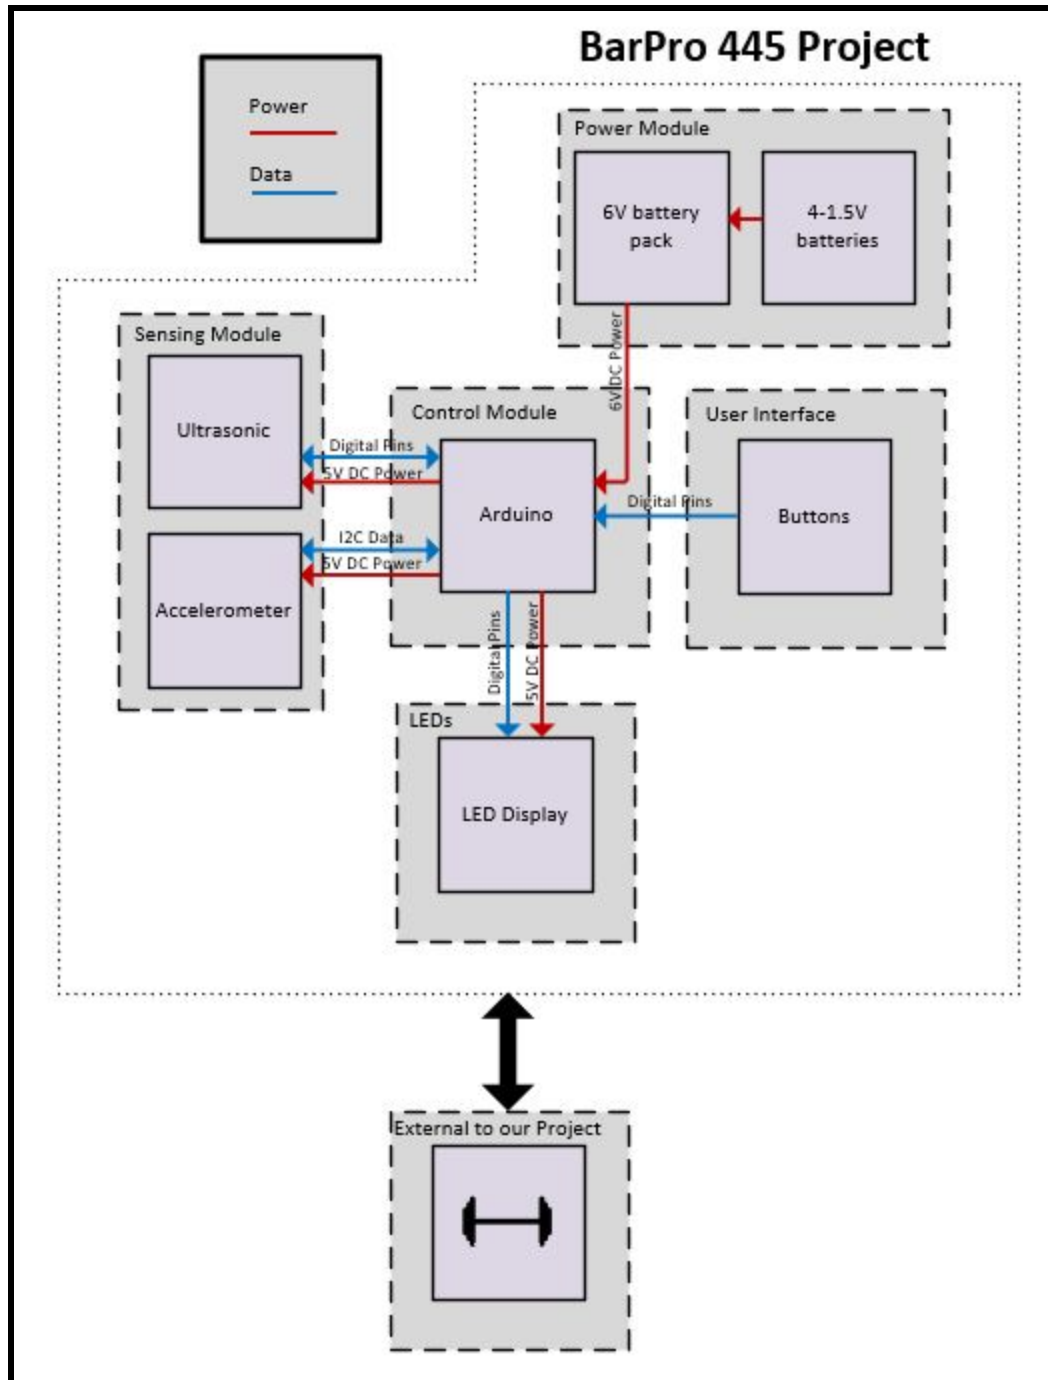 BarPro 445 Project
Power
Data
Power Module
6V battery
pack
4-1.5V
batteries
6V DC Power
Sensing Module
Ultrasonic
Digital Pins
5V DC Power
I2C Data
5V DC Power
Accelerometer
Control Module
Arduino
User Interface
Digital Pins
Buttons
Digital Pins
5V DC Power
LEDs
LED Display
External to our Project